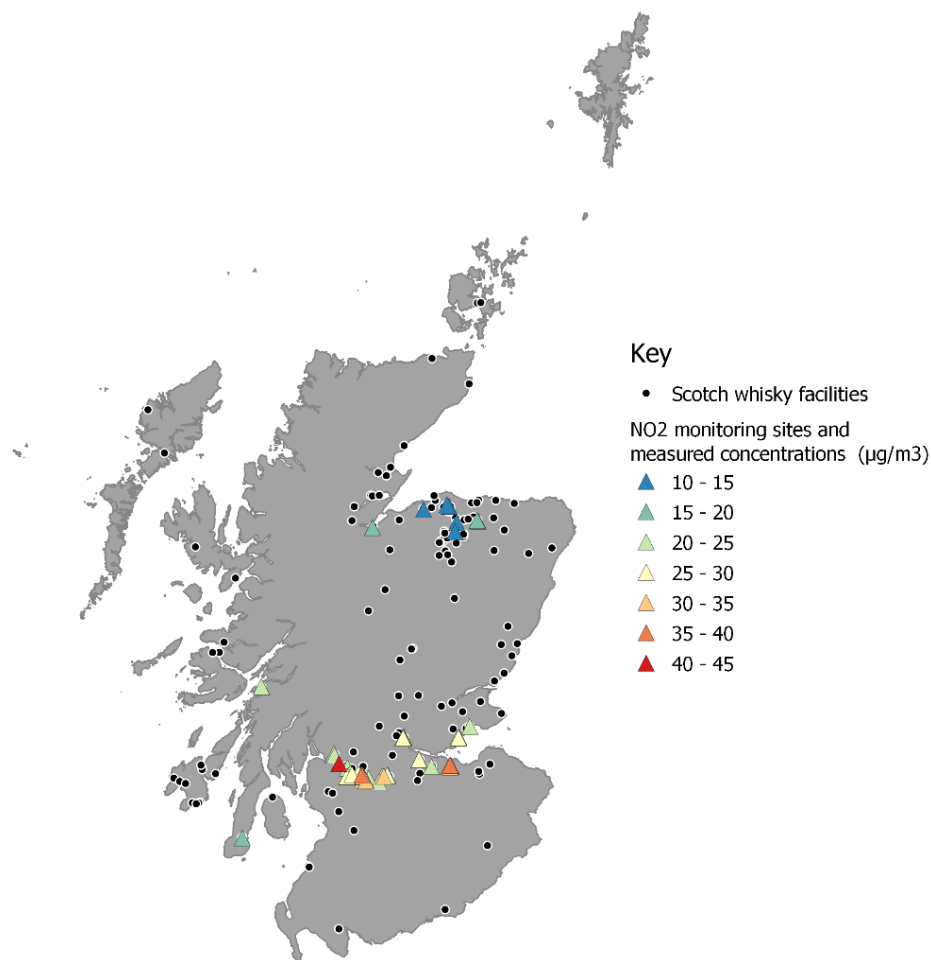 Key
Scotch whisky facilities
NO2 monitoring sites and
measured concentrations (µg/m3)
10 - 15
15 - 20
20 - 25
25 - 30
30 - 35
35 - 40
40 - 45